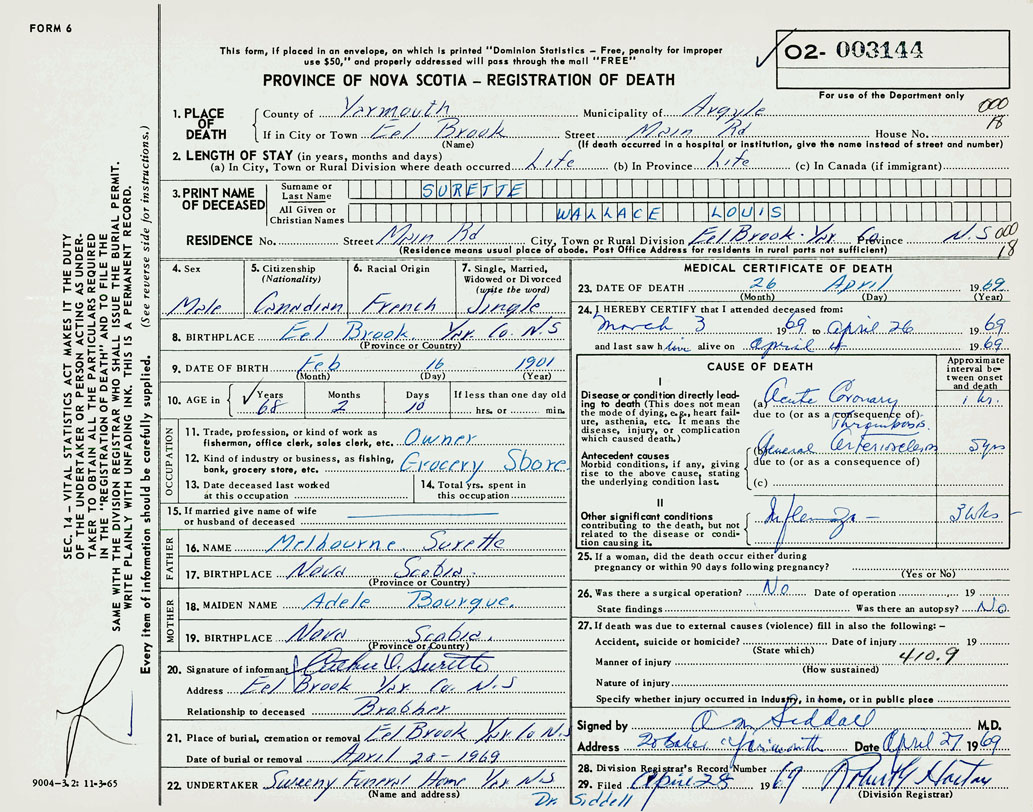 FORM 6
This form, if placed in an envelope, on which is printed "Dominion Statistics – Free, penalty for improper
use $50," and properly addressed will pass through the mail "FREE"
O2- 003144
For use of the Department only
PROVINCE OF NOVA SCOTIA – REGISTRATION OF DEATH
000
18
1. PLACE OF DEATH
County of Yarmouth Municipality of Argyle
If in City or Town Eel Brook Street Main Rd House No.
(Name) (If death occurred in a hospital or institution, give the name instead of street and number)
2. LENGTH OF STAY (in years, months and days)
(a) In City, Town or Rural Division where death occurred Life (b) In Province Life (c) In Canada (if immigrant)
3. PRINT NAME OF DECEASED
Surname or Last Name SURETTE
All Given or Christian Names WALLACE LOUIS
RESIDENCE No. Street Main Rd City, Town or Rural Division Eel Brook Yar. Co. Province N.S
000
18
(Residence means usual place of abode. Post Office Address for residents in rural parts not sufficient)
4. Sex
Male
5. Citizenship (Nationality)
Canadian
6. Racial Origin
French
7. Single, Married, Widowed or Divorced (write the word)
Single
8. BIRTHPLACE Eel Brook Yar. Co. N.S
(Province or Country)
9. DATE OF BIRTH Feb 16 1901
(Month) (Day) (Year)
10. AGE in Years 68 Months 2 Days 10 If less than one day old hrs. or min.
OCCUPATION
11. Trade, profession, or kind of work as fisherman, office clerk, sales clerk, etc. Owner
12. Kind of industry or business, as fishing, bank, grocery store, etc. Grocery Store
13. Date deceased last worked at this occupation
14. Total yrs. spent in this occupation
15. If married give name of wife or husband of deceased
FATHER
16. NAME Melbourne Surette
17. BIRTHPLACE Nova Scotia.
(Province or Country)
MOTHER
18. MAIDEN NAME Adele Bourque.
19. BIRTHPLACE Nova Scotia.
(Province or Country)
20. Signature of informant Surette
Address Eel Brook Yar. Co. N.S
Relationship to deceased Brother
21. Place of burial, cremation or removal Eel Brook Yar Co N.S
Date of burial or removal April 28-1969
22. UNDERTAKER Sweeny Funeral Home Yar N.S
(Name and address)
Dr. Siddell
MEDICAL CERTIFICATE OF DEATH
23. DATE OF DEATH 26 April 1969
(Month) (Day) (Year)
24. I HEREBY CERTIFY that I attended deceased from:
March 3 1969 to April 26 1969
and last saw h live alive on April 1969
CAUSE OF DEATH
Approximate interval between onset and death
I
Disease or condition directly leading to death (This does not mean the mode of dying, e.g., heart failure, asthenia, etc. It means the disease, injury, or complication which caused death.)
(a) Acute Coronary 1 hr.
due to (or as a consequence of)
Thrombosis.
Antecedent causes
Morbid conditions, if any, giving rise to the above cause, stating the underlying condition last.
(b) General Arteriosclerosis 5 yrs
due to (or as a consequence of)
(c)
II
Other significant conditions contributing to the death, but not related to the disease or condition causing it.
Influenza – 3 wks –
25. If a woman, did the death occur either during pregnancy or within 90 days following pregnancy?
(Yes or No)
26. Was there a surgical operation? No Date of operation , 19
State findings Was there an autopsy? No
27. If death was due to external causes (violence) fill in also the following: –
Accident, suicide or homicide? Date of injury 19
(State which) 410.9
Manner of injury
(How sustained)
Nature of injury
Specify whether injury occurred in Industry, in home, or in public place
Signed by O M Siddall M.D.
Address 20 Baker Yarmouth Date April 27 1969
28. Division Registrar's Record Number
29. Filed April 28 1969
(Division Registrar)
SEC. 14 – VITAL STATISTICS ACT MAKES IT THE DUTY
OF THE UNDERTAKER OR PERSON ACTING AS UNDER-
TAKER TO OBTAIN ALL THE PARTICULARS REQUIRED
IN THE "REGISTRATION OF DEATH" AND TO FILE THE
SAME WITH THE DIVISION REGISTRAR WHO SHALL ISSUE THE BURIAL PERMIT.
WRITE PLAINLY WITH UNFADING INK. THIS IS A PERMANENT RECORD.
Every item of information should be carefully supplied. (See reverse side for instructions.)
9004–3.2: 11-3-65